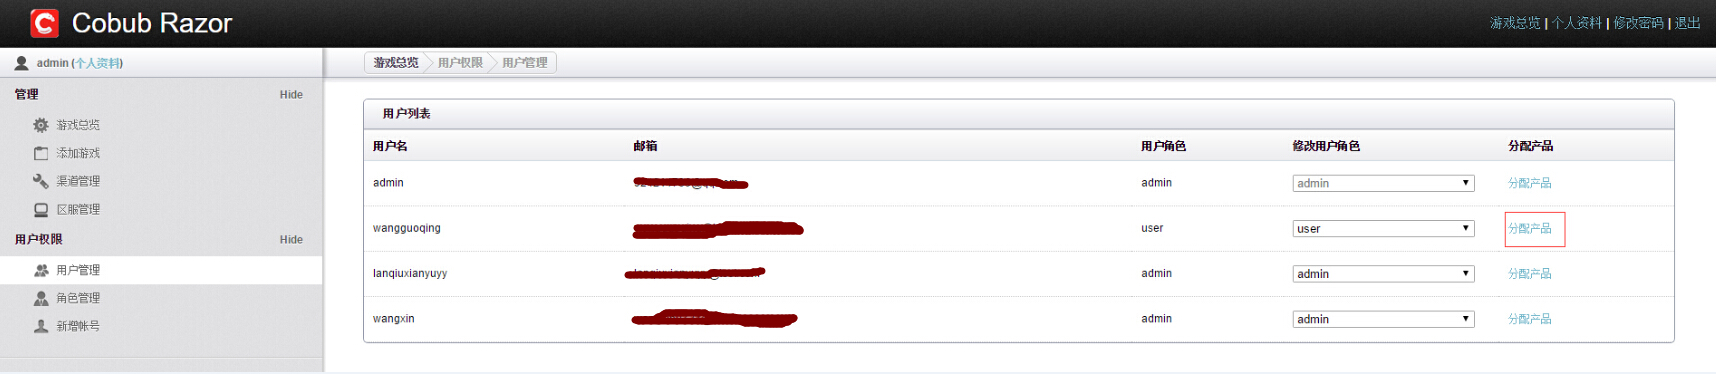 Cobub Razor
游戏总览 | 个人资料 | 修改密码 | 退出
admin (个人资料)
游戏总览 用户权限 用户管理
管理 Hide
游戏总览
添加游戏
渠道管理
区服管理
用户权限 Hide
用户管理
角色管理
新增帐号
用户列表
用户名 邮箱 用户角色 修改用户角色 分配产品
admin admin admin 分配产品
wangguoqing user user 分配产品
lanqiuxianyuyy admin admin 分配产品
wangxin admin admin 分配产品